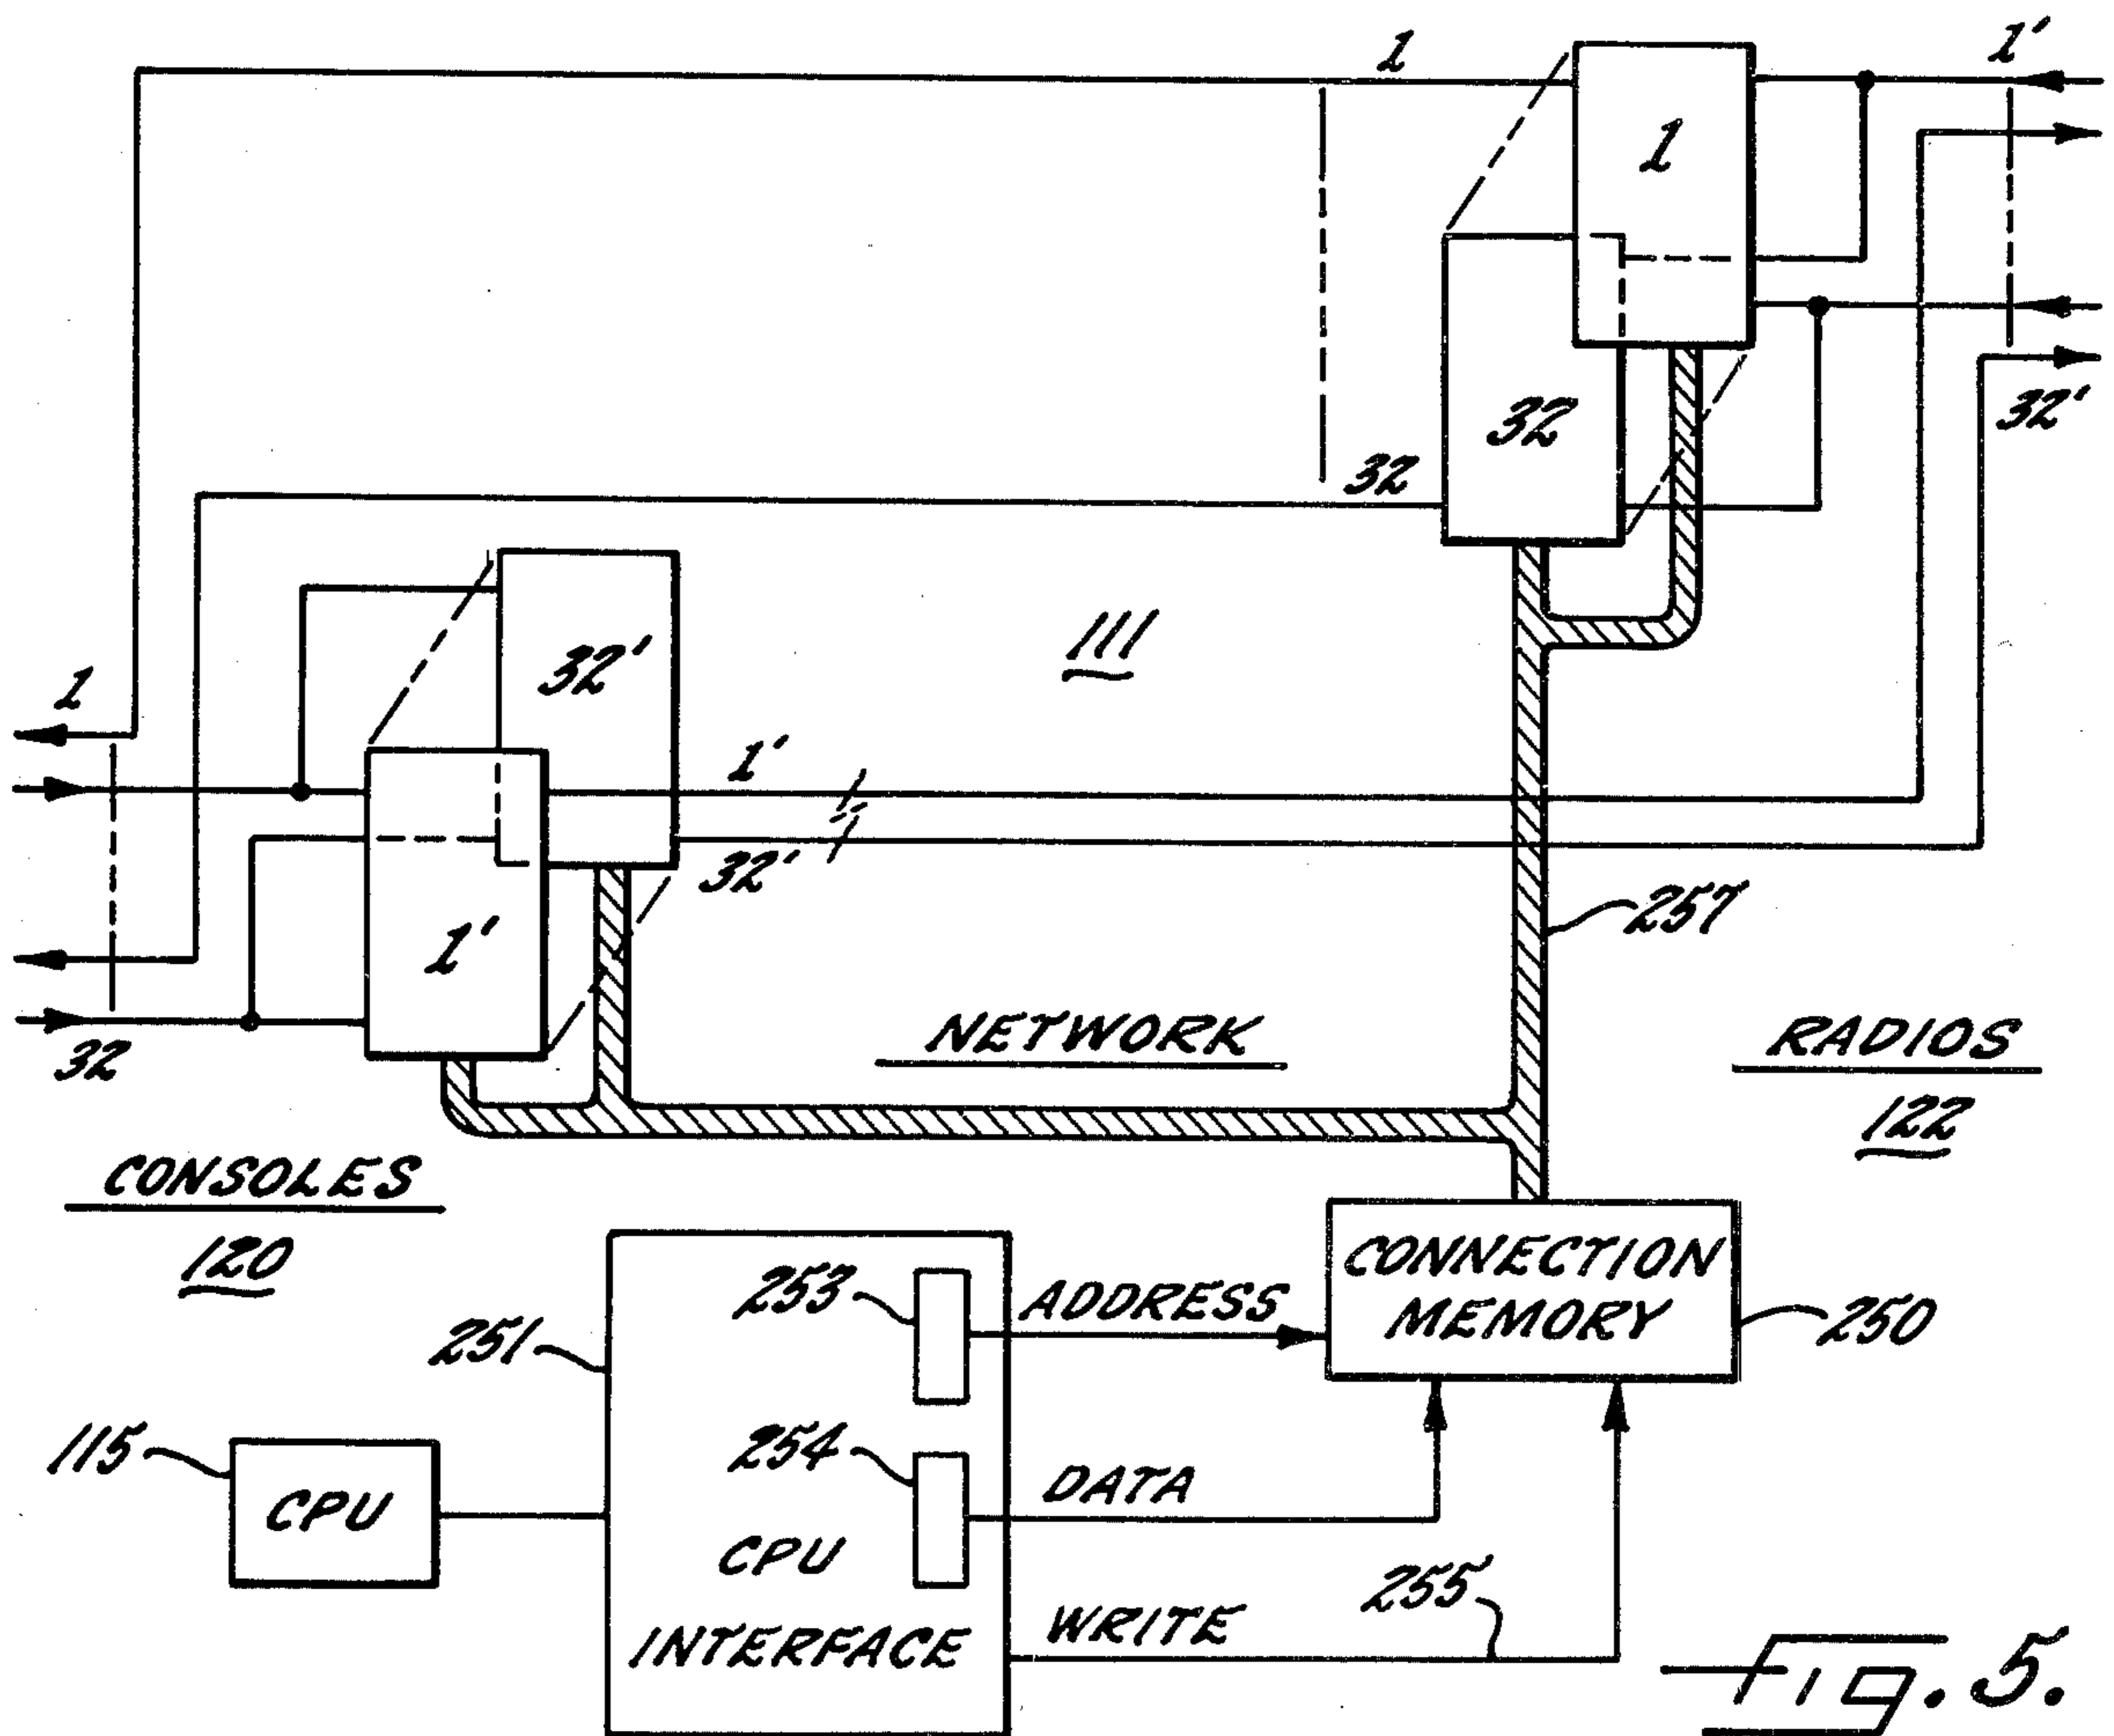 1
1'
1
32
32'
32
32'
111
1
1'
32'
257
1'
32
NETWORK
RADIOS
122
CONSOLES
120
CONNECTION
MEMORY
250
253
ADDRESS
251
115
CPU
254
DATA
CPU
INTERFACE
WRITE
255
Fig. 5.